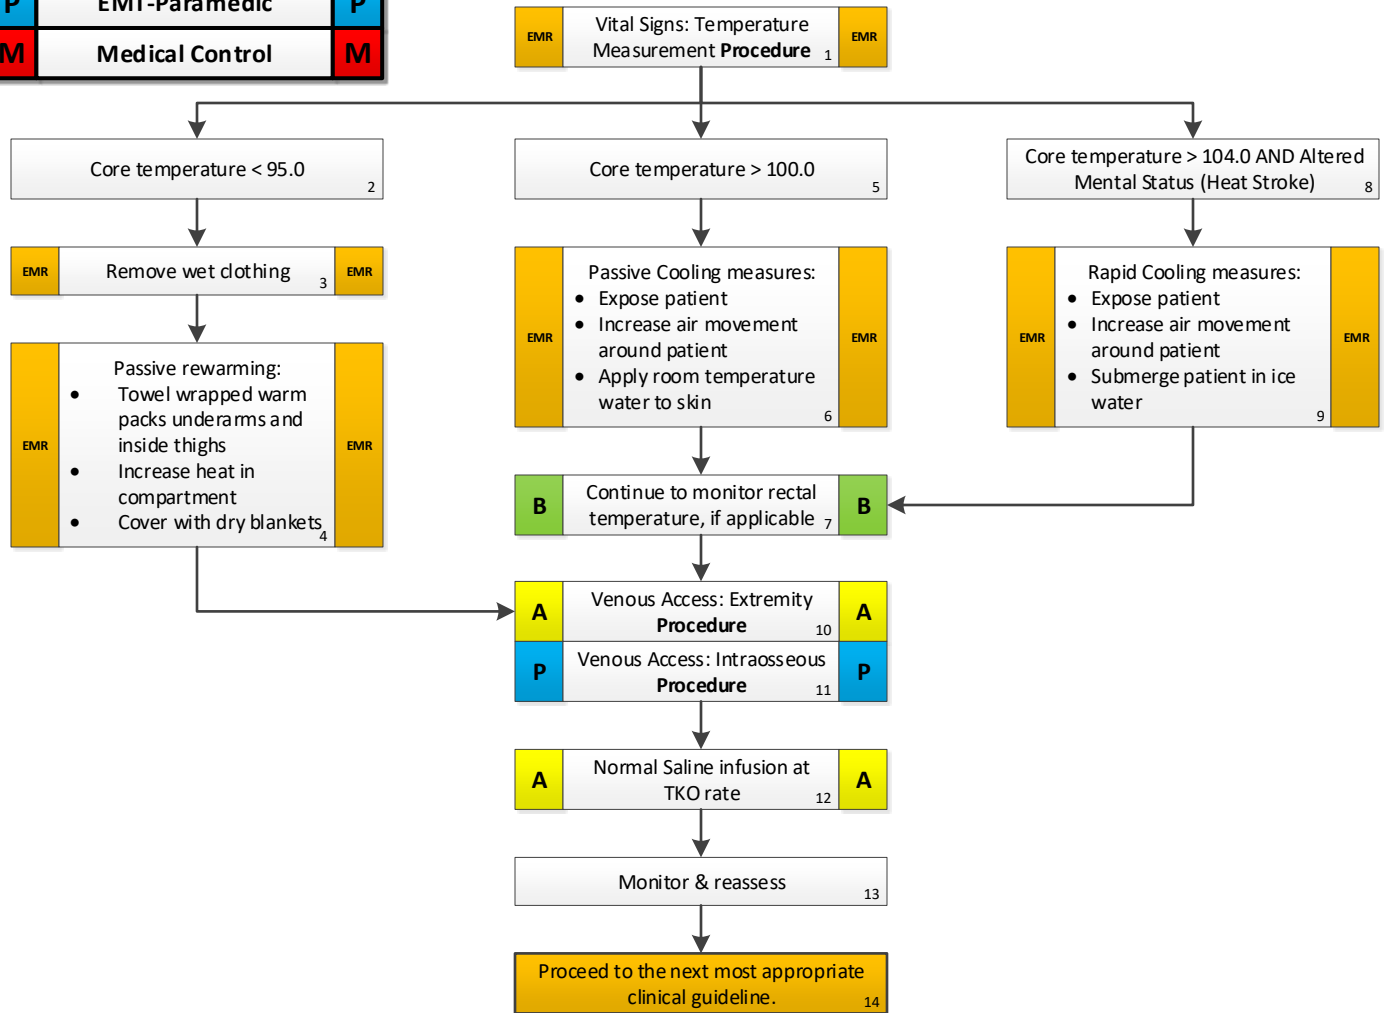 P EMT-Paramedic P
M Medical Control M
EMR Vital Signs: Temperature EMR
Measurement Procedure 1
Core temperature < 95.0 2
Core temperature > 100.0 5
Core temperature > 104.0 AND Altered
Mental Status (Heat Stroke) 8
EMR Remove wet clothing 3 EMR
EMR Passive rewarming: EMR
• Towel wrapped warm
packs underarms and
inside thighs
• Increase heat in
compartment
• Cover with dry blankets 4
EMR Passive Cooling measures: EMR
• Expose patient
• Increase air movement
around patient
• Apply room temperature
water to skin 6
EMR Rapid Cooling measures: EMR
• Expose patient
• Increase air movement
around patient
• Submerge patient in ice
water 9
B Continue to monitor rectal B
temperature, if applicable 7
A Venous Access: Extremity A
Procedure 10
P Venous Access: Intraosseous P
Procedure 11
A Normal Saline infusion at A
TKO rate 12
Monitor & reassess 13
Proceed to the next most appropriate
clinical guideline. 14